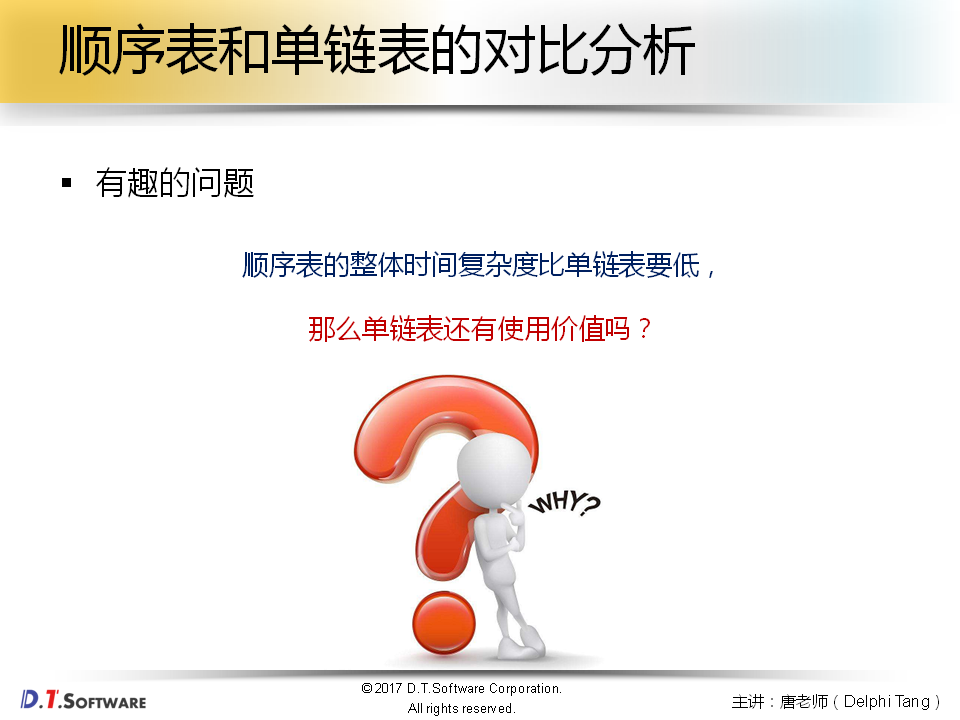 顺序表和单链表的对比分析
▪ 有趣的问题
顺序表的整体时间复杂度比单链表要低，
那么单链表还有使用价值吗？
WHY?
D.T.SOFTWARE
©2017 D.T.Software Corporation.
All rights reserved.
主讲：唐老师（Delphi Tang）